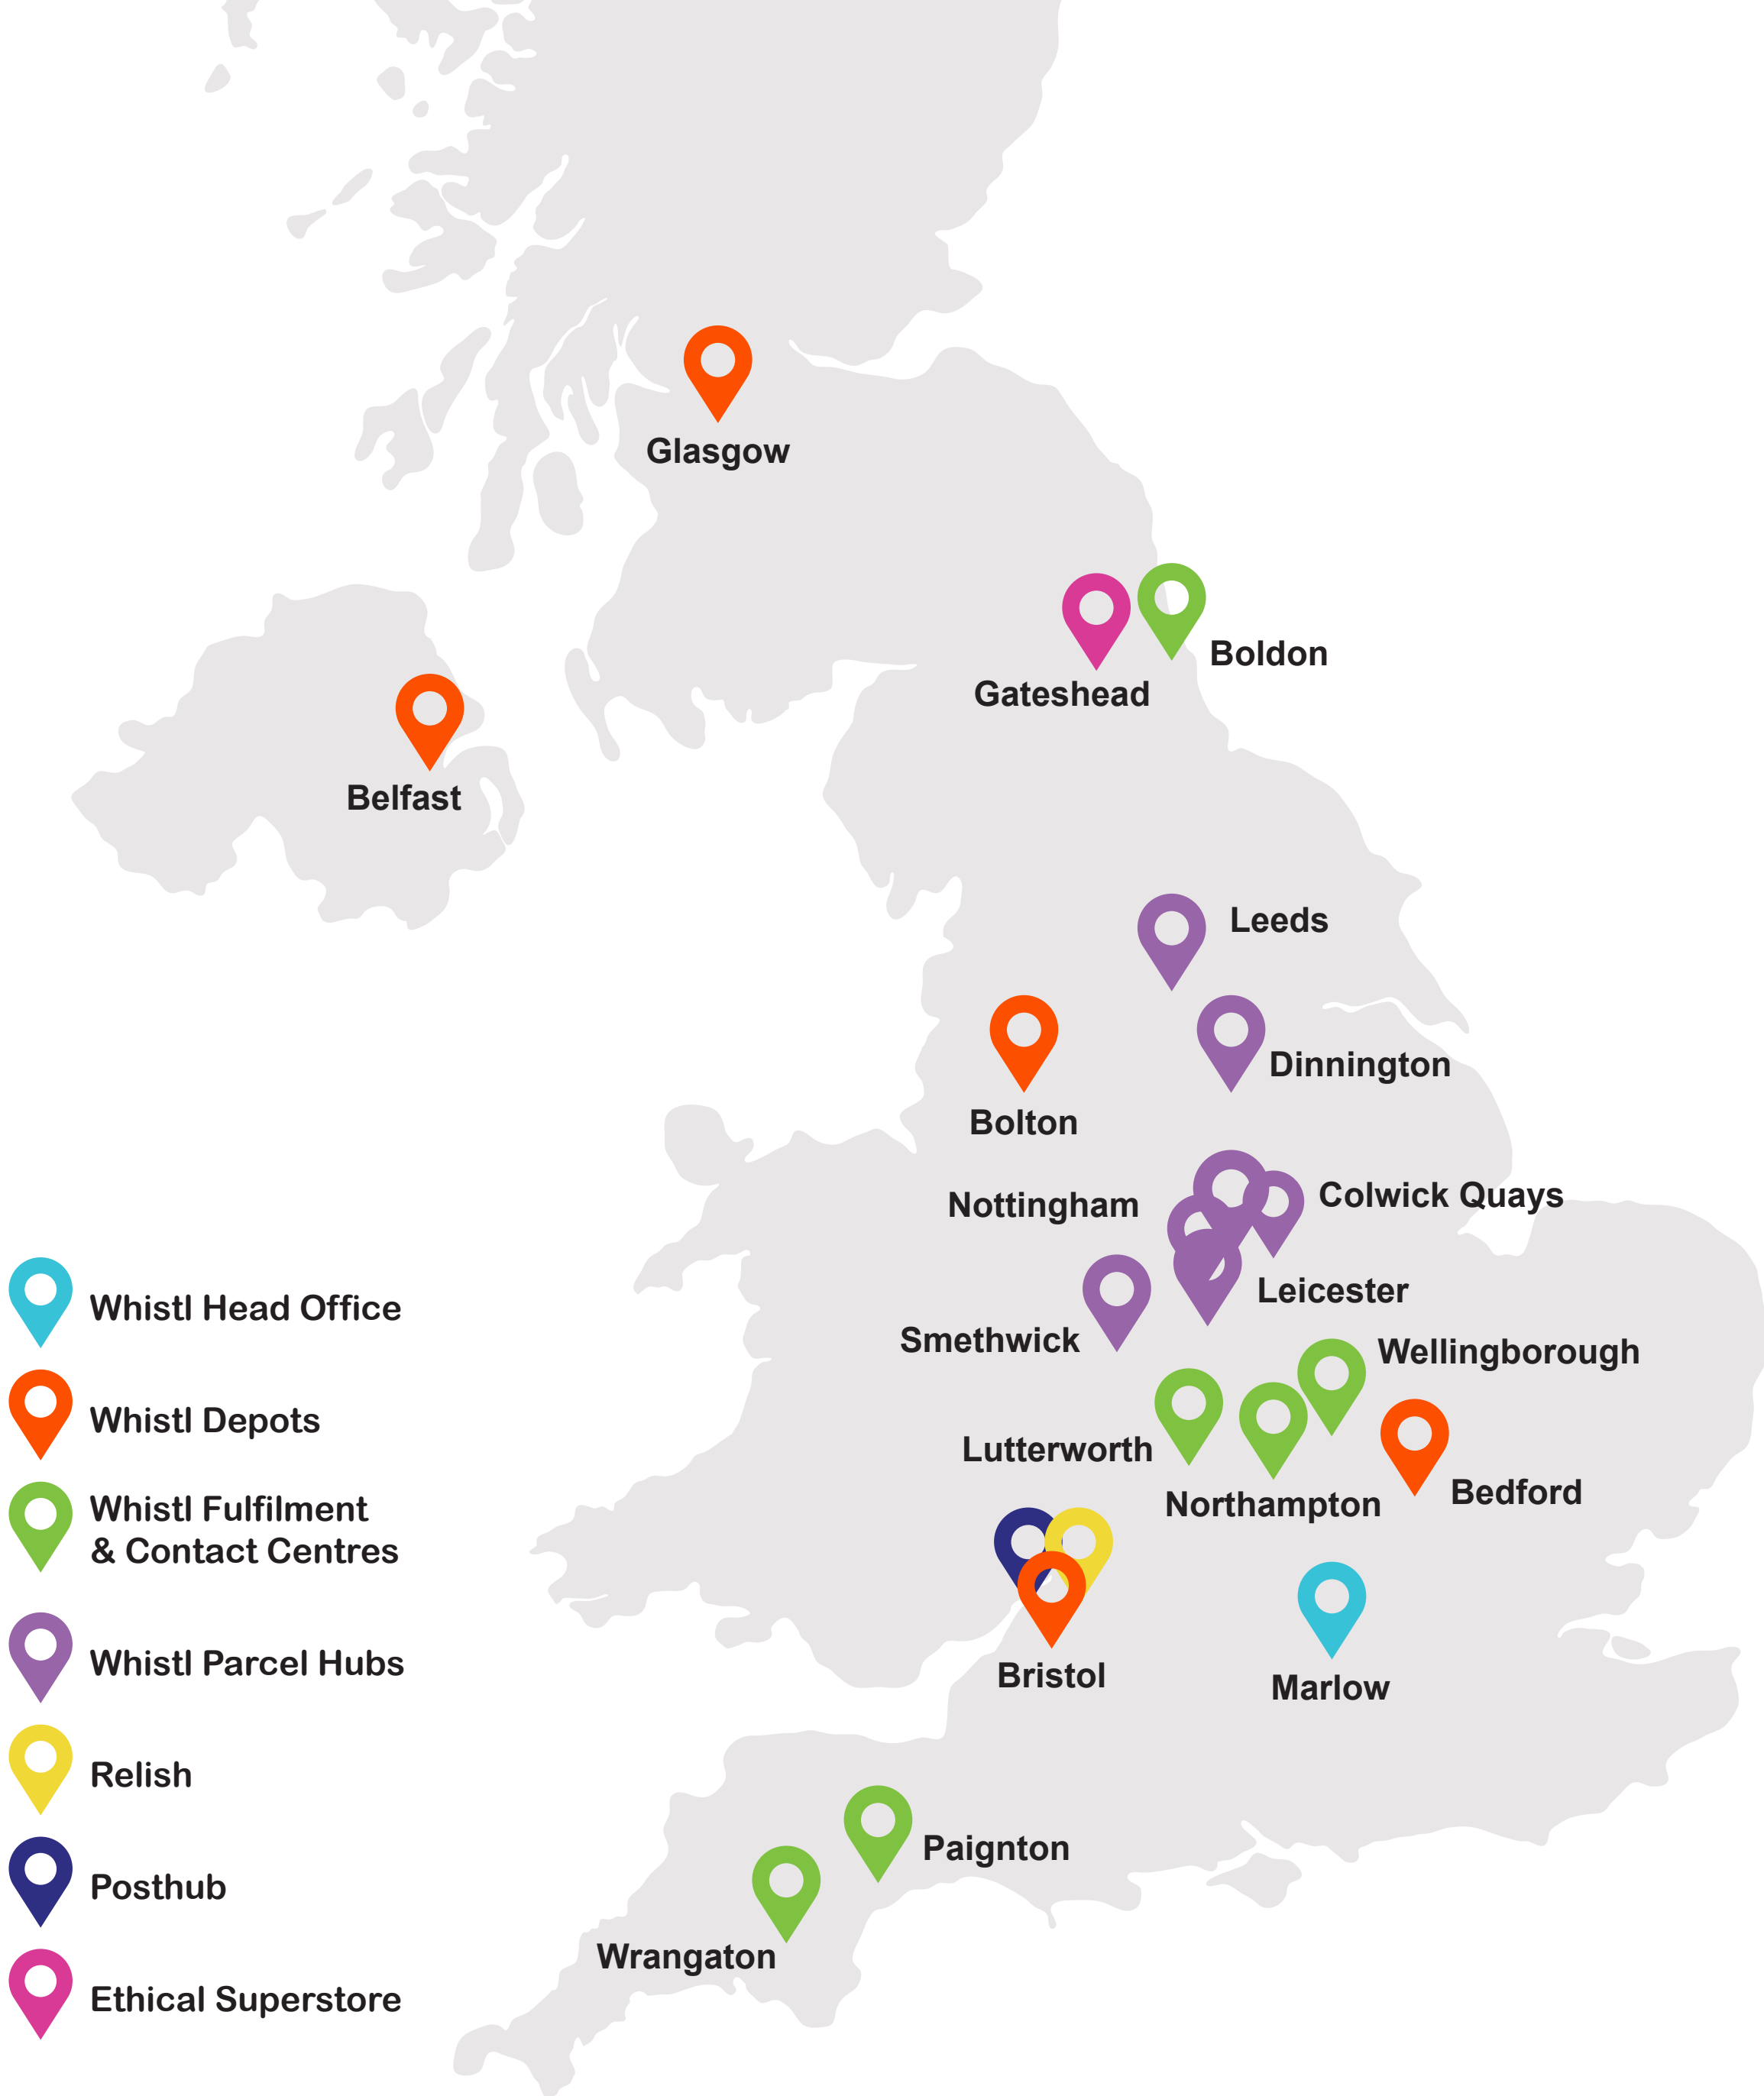 Glasgow
Boldon
Gateshead
Belfast
Leeds
Dinnington
Bolton
Colwick Quays
Nottingham
Leicester
Smethwick
Wellingborough
Lutterworth
Bedford
Northampton
Bristol
Marlow
Paignton
Wrangaton
Whistl Head Office
Whistl Depots
Whistl Fulfilment
& Contact Centres
Whistl Parcel Hubs
Relish
Posthub
Ethical Superstore